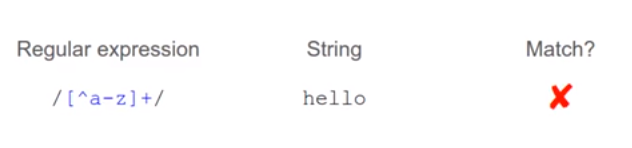 Regular expression String Match?
/[^a-z]+/ hello ✘